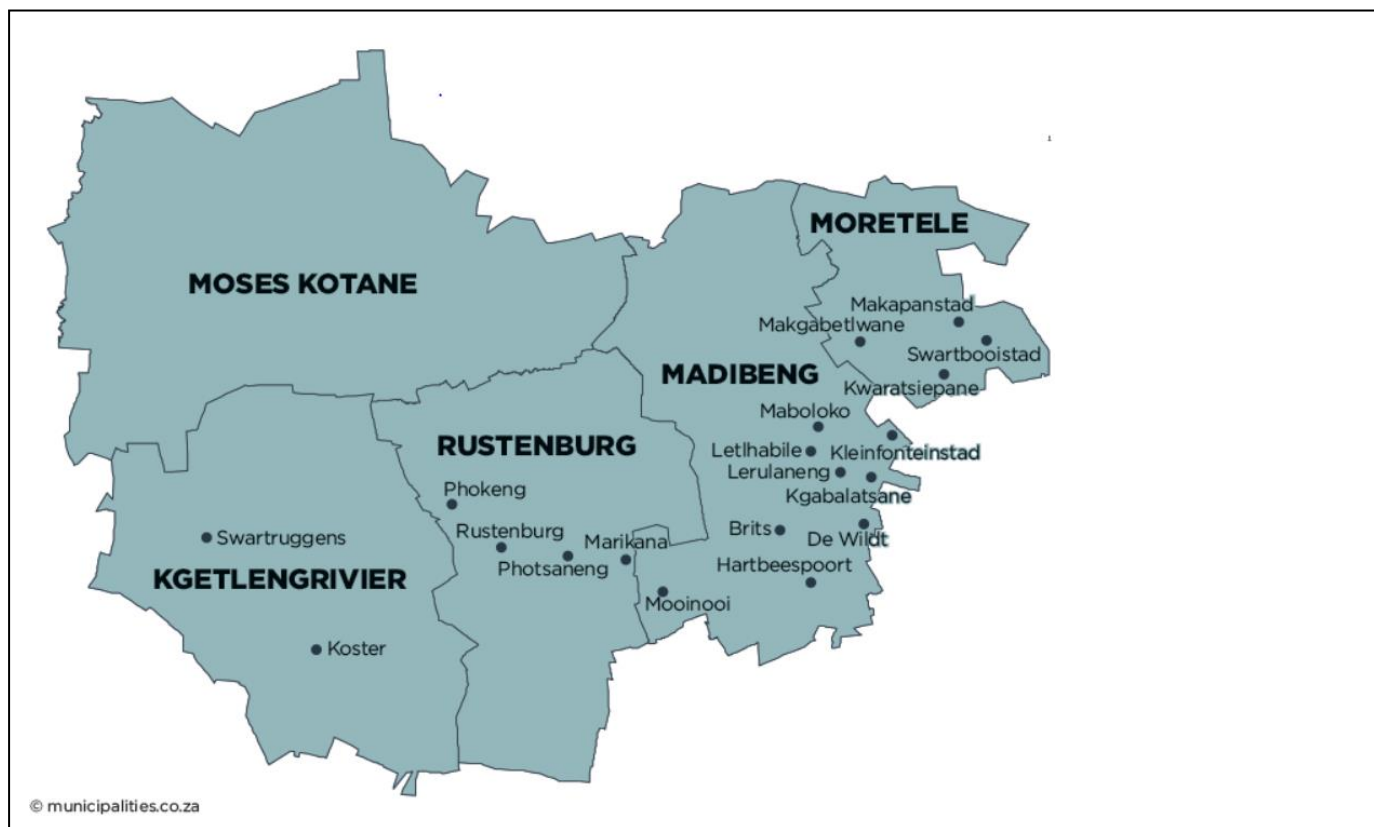 MORETELE
MOSES KOTANE
Makapanstad
Makgabetlwane
Swartbooistad
MADIBENG
Kwaratsiepane
Maboloko
RUSTENBURG
Letlhabile
Kleinfonteinstad
Lerulaneng
Phokeng
Kgabalatsane
Swartruggens
Rustenburg
Marikana
Brits
De Wildt
Photsaneng
Hartbeespoort
KGETLENGRIVIER
Mooinooi
Koster
© municipalities.co.za